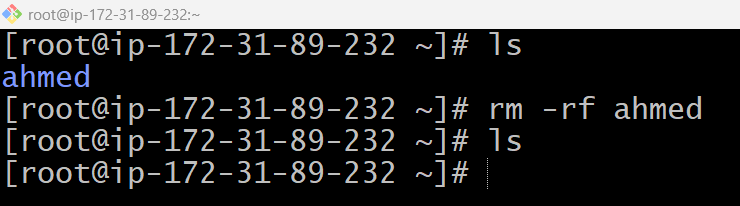 root@ip-172-31-89-232:~
[root@ip-172-31-89-232 ~]# ls
ahmed
[root@ip-172-31-89-232 ~]# rm -rf ahmed
[root@ip-172-31-89-232 ~]# ls
[root@ip-172-31-89-232 ~]#